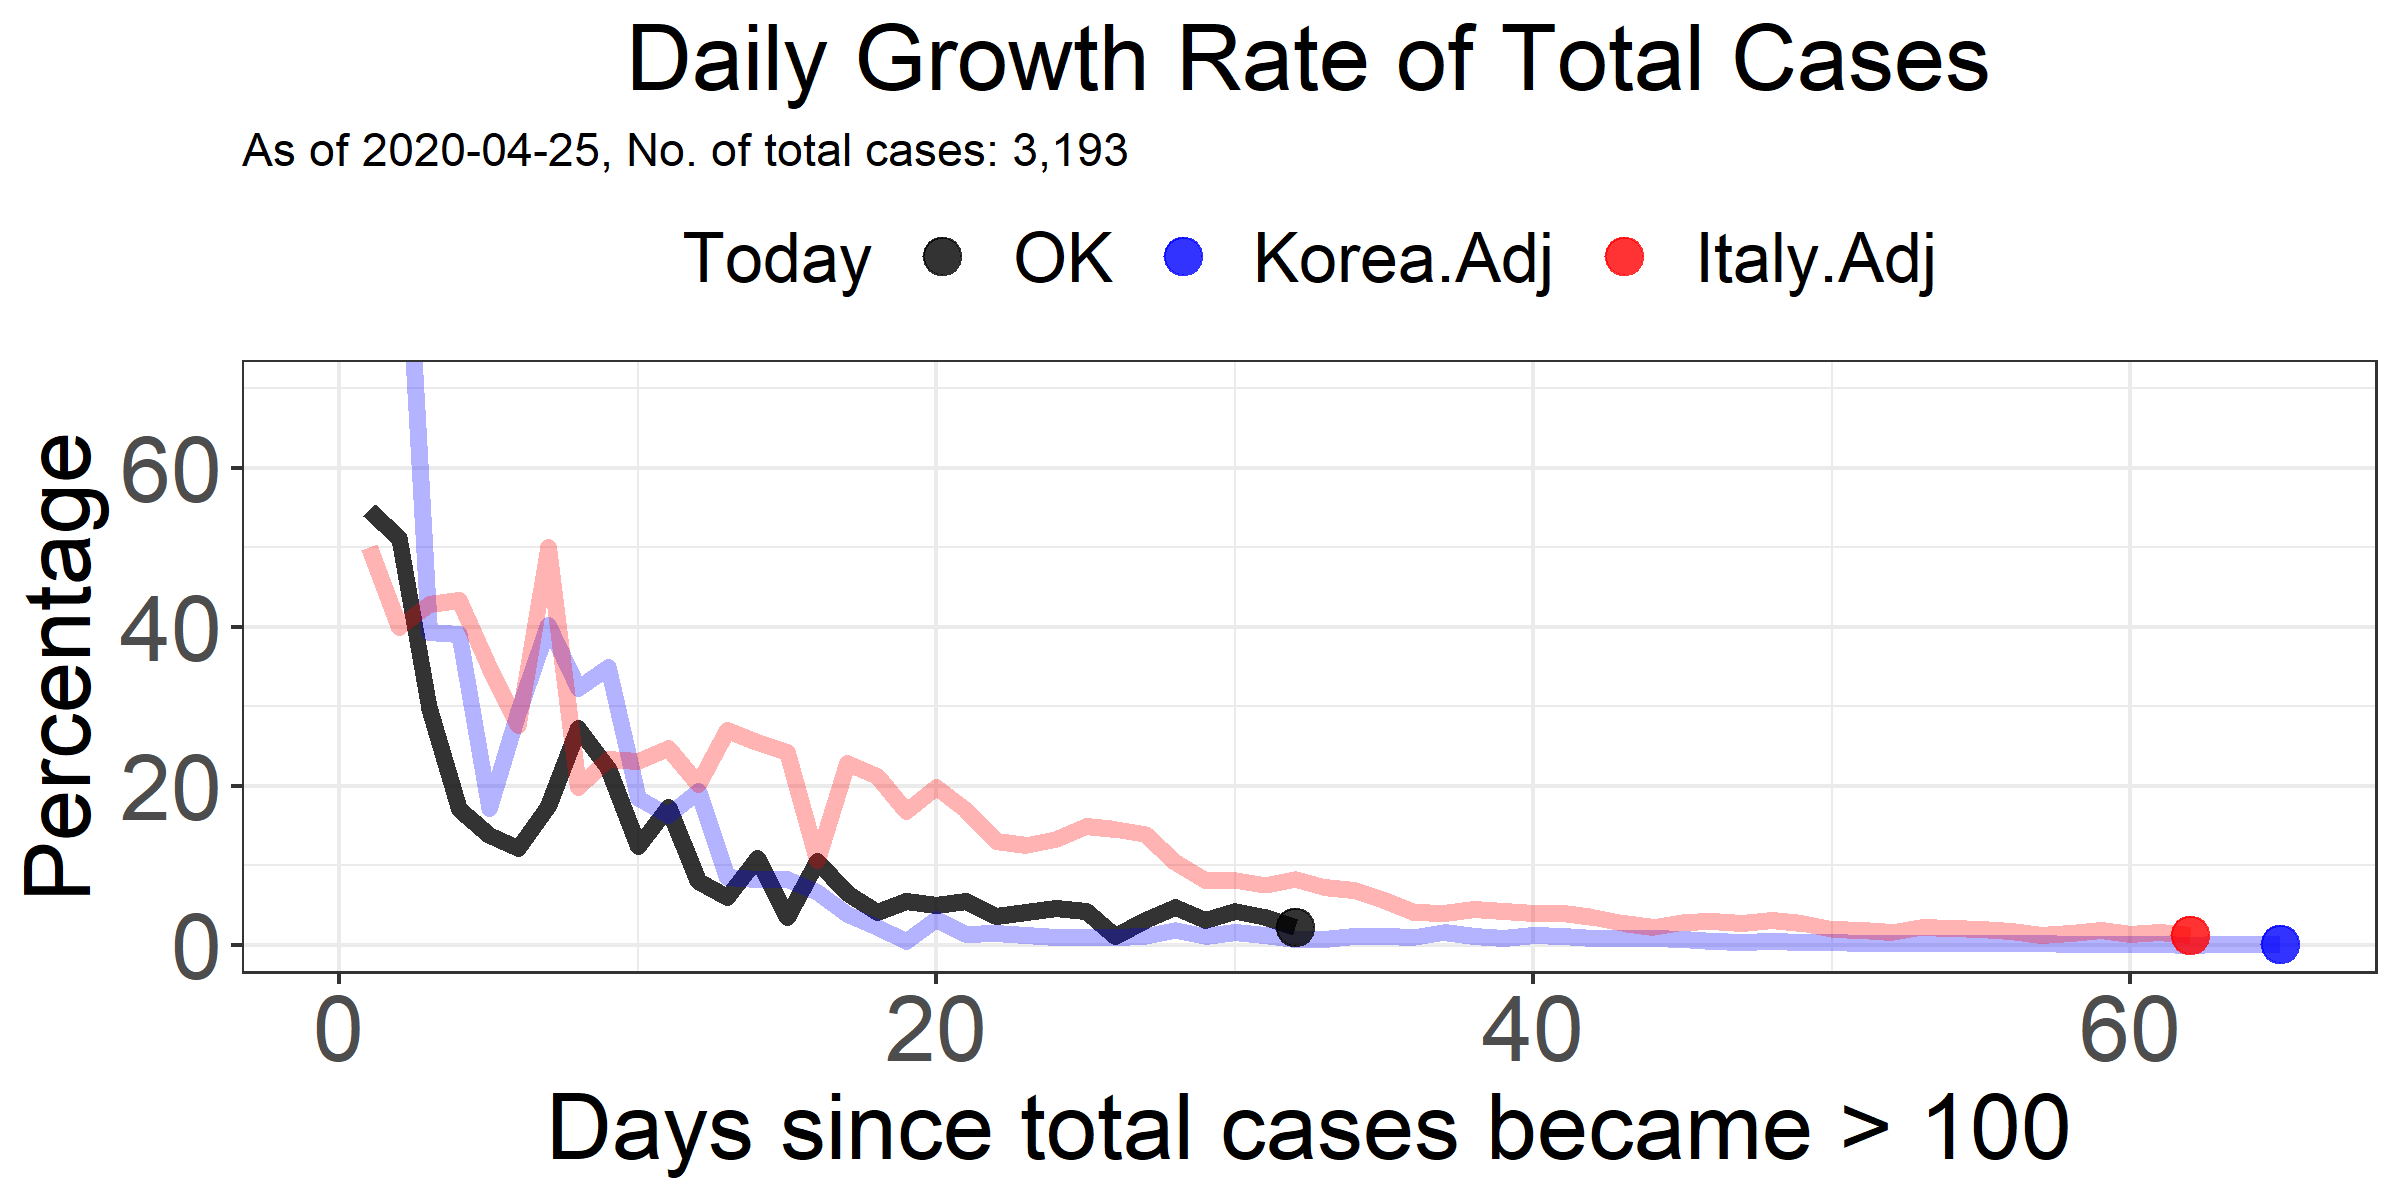 Daily Growth Rate of Total Cases
As of 2020-04-25, No. of total cases: 3,193
Today OK Korea.Adj Italy.Adj
Percentage
60
40
20
0
0 20 40 60
Days since total cases became > 100